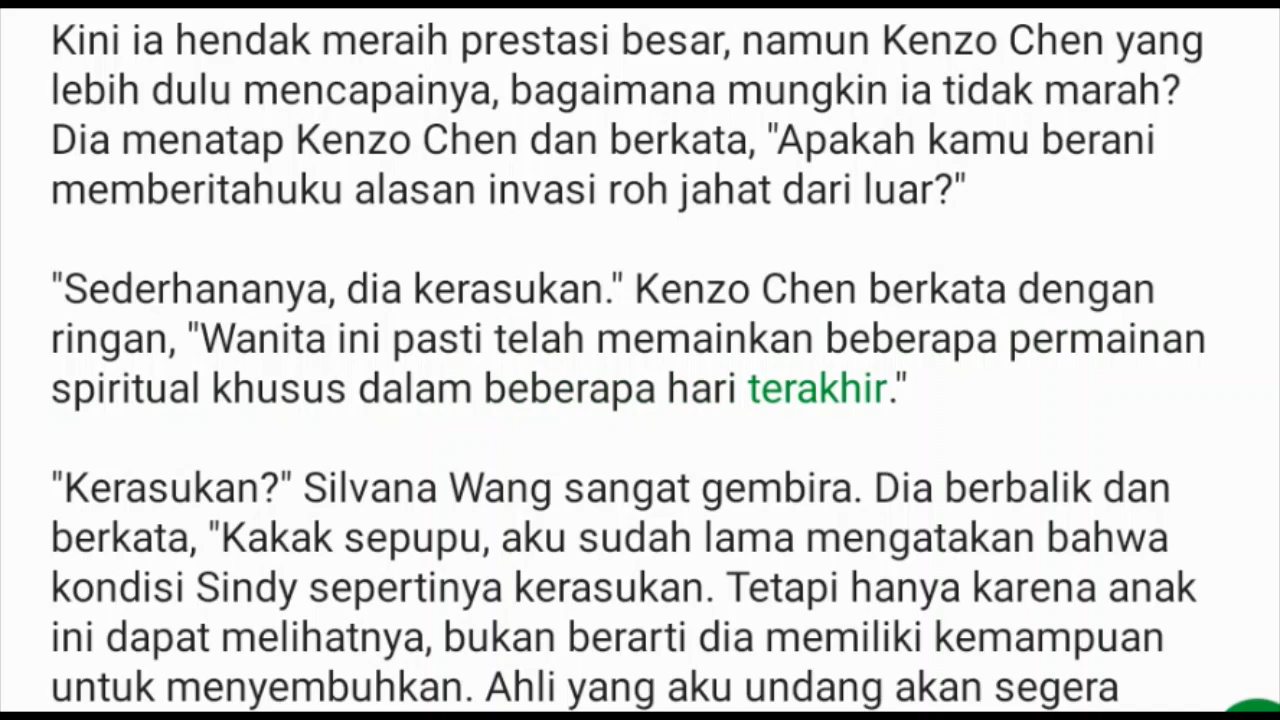 Kini ia hendak meraih prestasi besar, namun Kenzo Chen yang
lebih dulu mencapainya, bagaimana mungkin ia tidak marah?
Dia menatap Kenzo Chen dan berkata, "Apakah kamu berani
memberitahuku alasan invasi roh jahat dari luar?"
"Sederhananya, dia kerasukan." Kenzo Chen berkata dengan
ringan, "Wanita ini pasti telah memainkan beberapa permainan
spiritual khusus dalam beberapa hari terakhir."
"Kerasukan?" Silvana Wang sangat gembira. Dia berbalik dan
berkata, "Kakak sepupu, aku sudah lama mengatakan bahwa
kondisi Sindy sepertinya kerasukan. Tetapi hanya karena anak
ini dapat melihatnya, bukan berarti dia memiliki kemampuan
untuk menyembuhkan. Ahli yang aku undang akan segera